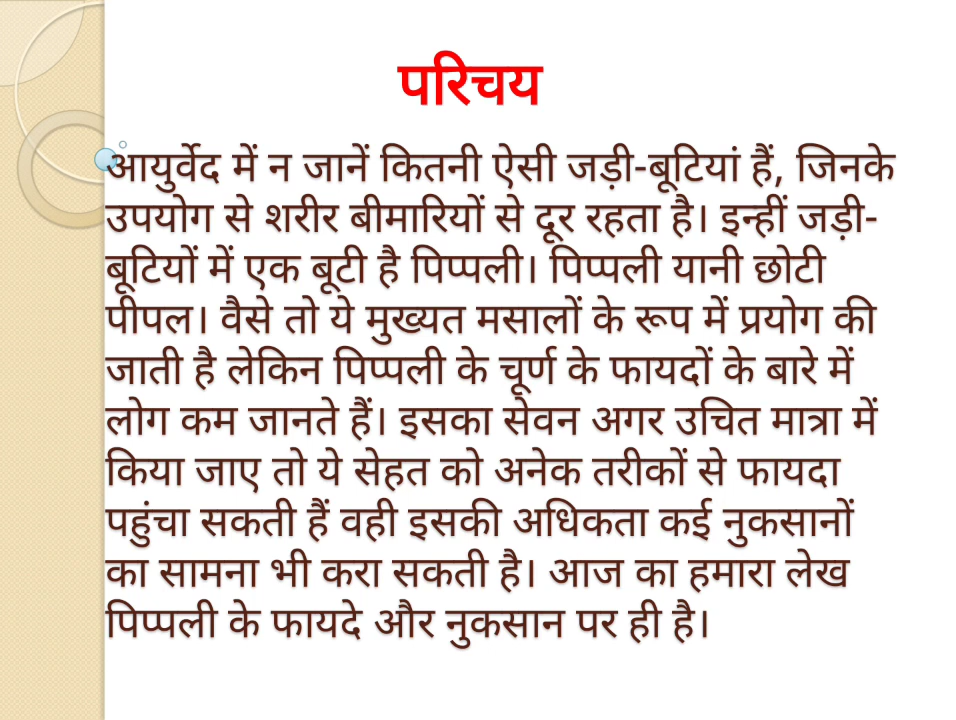 परिचय
आयुर्वेद में न जानें कितनी ऐसी जड़ी-बूटियां हैं, जिनके
उपयोग से शरीर बीमारियों से दूर रहता है। इन्हीं जड़ी-
बूटियों में एक बूटी है पिप्पली। पिप्पली यानी छोटी
पीपल। वैसे तो ये मुख्यत मसालों के रूप में प्रयोग की
जाती है लेकिन पिप्पली के चूर्ण के फायदों के बारे में
लोग कम जानते हैं। इसका सेवन अगर उचित मात्रा में
किया जाए तो ये सेहत को अनेक तरीकों से फायदा
पहुंचा सकती हैं वही इसकी अधिकता कई नुकसानों
का सामना भी करा सकती है। आज का हमारा लेख
पिप्पली के फायदे और नुकसान पर ही है।